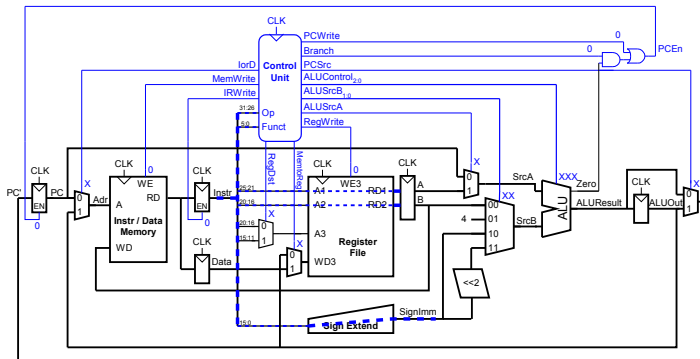 CLK
PCWrite
0
Branch
0
PCEn
IorD
Control
Unit
PCSrc
MemWrite
ALUControl2:0
IRWrite
ALUSrcB1:0
31:26
Op
ALUSrcA
5:0
Funct
RegWrite
RegDst
MemtoReg
X
0
0
X
X
CLK
CLK
CLK
CLK
CLK
PC'
PC
EN
0
X
0
1
Adr
A
WE
RD
Instr / Data
Memory
WD
EN
0
Instr
25:21
A1
WE3
RD1
A
0
1
SrcA
XXX
Zero
CLK
20:16
A2
RD2
B
XX
00
4
01
10
11
SrcB
ALU
ALUResult
ALUOut
0
1
X
20:16
15:11
0
1
A3
Register
File
CLK
Data
X
0
1
WD3
<<2
15:0
Sign Extend
SignImm